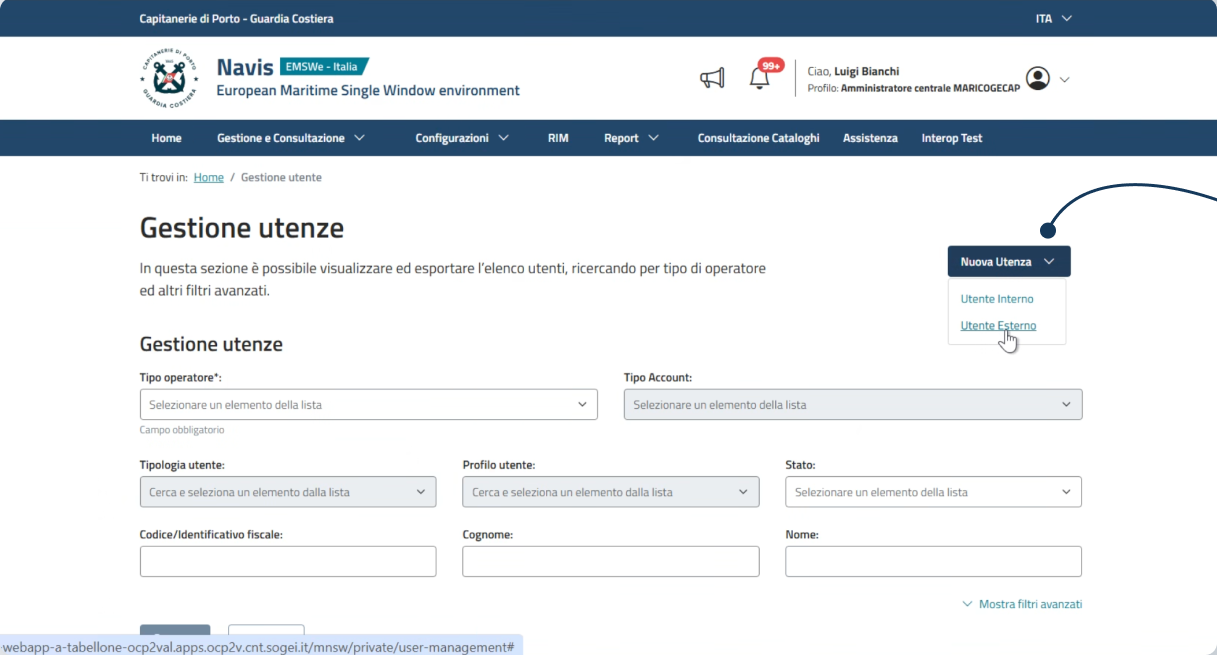 Capitanerie di Porto - Guardia Costiera
ITA
CAPITANERIE DI PORTO
GUARDIA COSTIERA
Navis EMSWe - Italia
European Maritime Single Window environment
99+
Ciao, Luigi Bianchi
Profilo: Amministratore centrale MARICOGECAP
Home Gestione e Consultazione Configurazioni RIM Report Consultazione Cataloghi Assistenza Interop Test
Ti trovi in: Home / Gestione utente
Gestione utenze
In questa sezione è possibile visualizzare ed esportare l'elenco utenti, ricercando per tipo di operatore
ed altri filtri avanzati.
Nuova Utenza
Utente Interno
Utente Esterno
Gestione utenze
Tipo operatore*: Tipo Account:
Selezionare un elemento della lista Selezionare un elemento della lista
Campo obbligatorio
Tipologia utente: Profilo utente: Stato:
Cerca e seleziona un elemento dalla lista Cerca e seleziona un elemento dalla lista Selezionare un elemento della lista
Codice/Identificativo fiscale: Cognome: Nome:
Mostra filtri avanzati
webapp-a-tabellone-ocp2val.apps.ocp2v.cnt.sogei.it/mnsw/private/user-management#